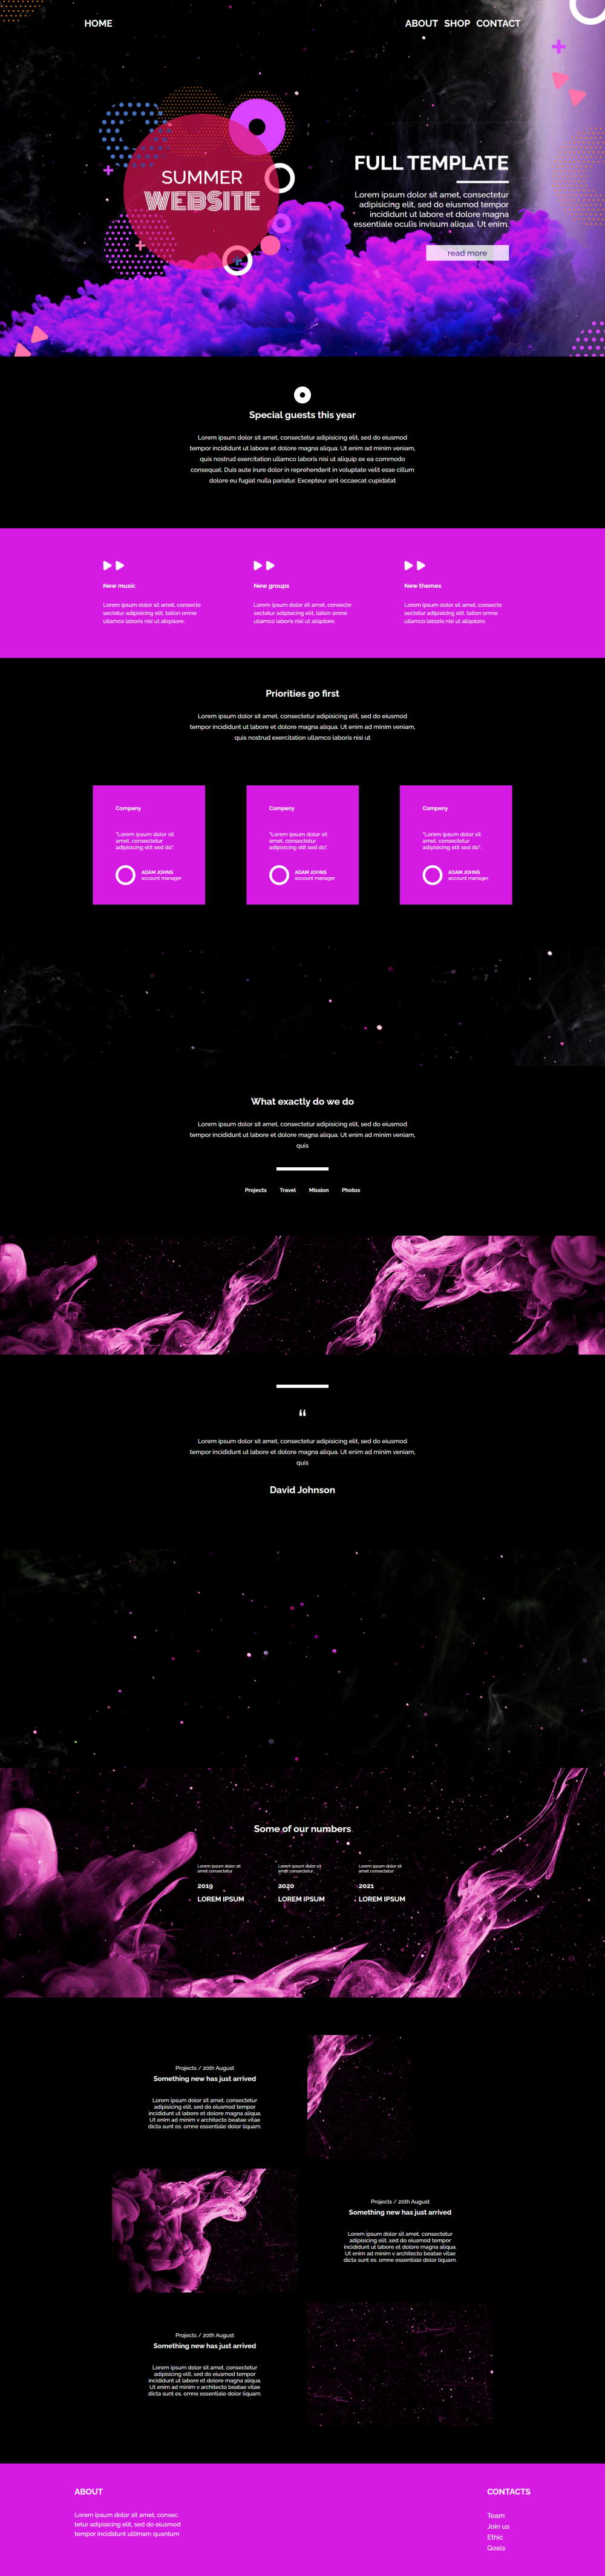 HOME
ABOUT SHOP CONTACT
SUMMER
WEBSITE
FULL TEMPLATE
Lorem ipsum dolor sit amet, consectetur
adipisicing elit, sed do eiusmod tempor
incididunt ut labore et dolore magna
essentiale oculis invisum aliqua. Ut enim.
read more
Special guests this year
Lorem ipsum dolor sit amet, consectetur adipisicing elit, sed do eiusmod
tempor incididunt ut labore et dolore magna aliqua. Ut enim ad minim veniam,
quis nostrud exercitation ullamco laboris nisi ut aliquip ex ea commodo
consequat. Duis aute irure dolor in reprehenderit in voluptate velit esse cillum
dolore eu fugiat nulla pariatur. Excepteur sint occaecat cupidatat
New music
Lorem ipsum dolor sit amet, consecte
sectetur adipisicing elit, tation omne
ullamco laboris nisi ut aliqolore.
New groups
Lorem ipsum dolor sit amet, consecte
sectetur adipisicing elit, tation omne
ullamco laboris nisi ut aliqolore.
New themes
Lorem ipsum dolor sit amet, consecte
sectetur adipisicing elit, tation omne
ullamco laboris nisi ut aliqolore.
Priorities go first
Lorem ipsum dolor sit amet, consectetur adipisicing elit, sed do eiusmod
tempor incididunt ut labore et dolore magna aliqua. Ut enim ad minim veniam,
quis nostrud exercitation ullamco laboris nisi ut
Company
"Lorem ipsum dolor sit
amet, consectetur
adipisicing elit sed do".
ADAM JOHNS
account manager
Company
"Lorem ipsum dolor sit
amet, consectetur
adipisicing elit sed do".
ADAM JOHNS
account manager
Company
"Lorem ipsum dolor sit
amet, consectetur
adipisicing elit sed do".
ADAM JOHNS
account manager
What exactly do we do
Lorem ipsum dolor sit amet, consectetur adipisicing elit, sed do eiusmod
tempor incididunt ut labore et dolore magna aliqua. Ut enim ad minim veniam,
quis
Projects Travel Mission Photos
“
Lorem ipsum dolor sit amet, consectetur adipisicing elit, sed do eiusmod
tempor incididunt ut labore et dolore magna aliqua. Ut enim ad minim veniam,
quis
David Johnson
Some of our numbers
Lorem ipsum dolor sit
amet consectetur
2019
LOREM IPSUM
Lorem ipsum dolor sit
amet consectetur
2020
LOREM IPSUM
Lorem ipsum dolor sit
amet consectetur
2021
LOREM IPSUM
Projects / 20th August
Something new has just arrived
Lorem ipsum dolor sit amet, consectetur
adipisicing elit, sed do eiusmod tempor
incididunt ut labore et dolore magna aliqua.
Ut enim ad minim v architecto beatae vitae
dicta sunt es. omne essentiale dolor liquam.
Projects / 20th August
Something new has just arrived
Lorem ipsum dolor sit amet, consectetur
adipisicing elit, sed do eiusmod tempor
incididunt ut labore et dolore magna aliqua.
Ut enim ad minim v architecto beatae vitae
dicta sunt es. omne essentiale dolor liquam.
Projects / 20th August
Something new has just arrived
Lorem ipsum dolor sit amet, consectetur
adipisicing elit, sed do eiusmod tempor
incididunt ut labore et dolore magna aliqua.
Ut enim ad minim v architecto beatae vitae
dicta sunt es. omne essentiale dolor liquam.
ABOUT
Lorem ipsum dolor sit amet, consec
tetur adipisicing elit, sed do eiusmod
tempor incididunt ultimam quantum
CONTACTS
Team
Join us
Ethic
Goals